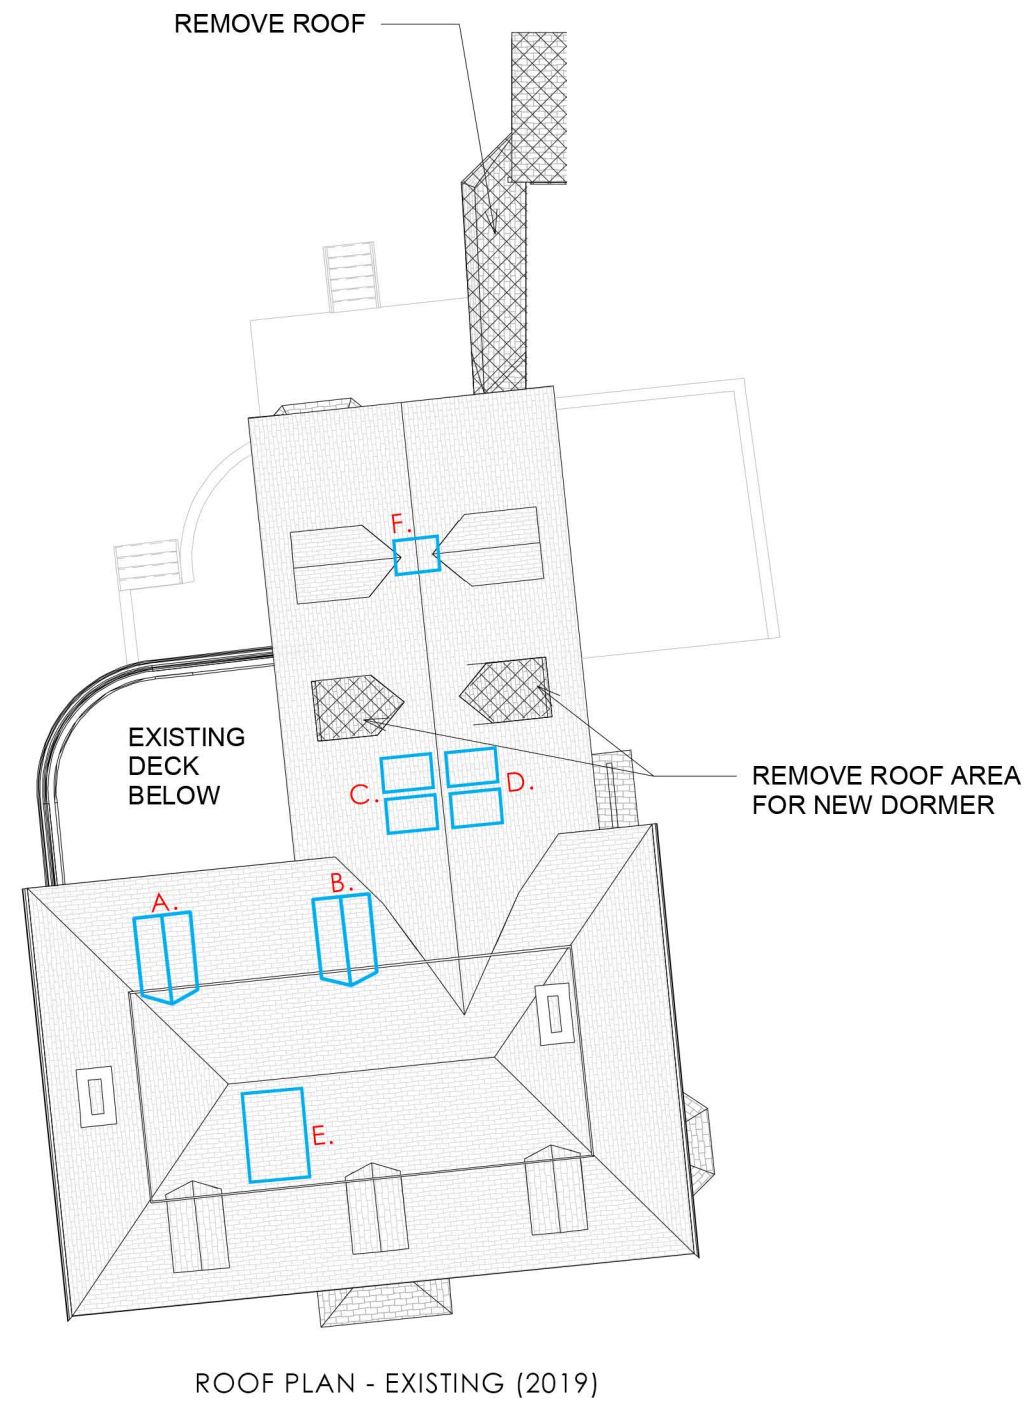 REMOVE ROOF
F.
EXISTING
DECK
BELOW
C.
D.
REMOVE ROOF AREA
FOR NEW DORMER
A.
B.
E.
ROOF PLAN - EXISTING (2019)